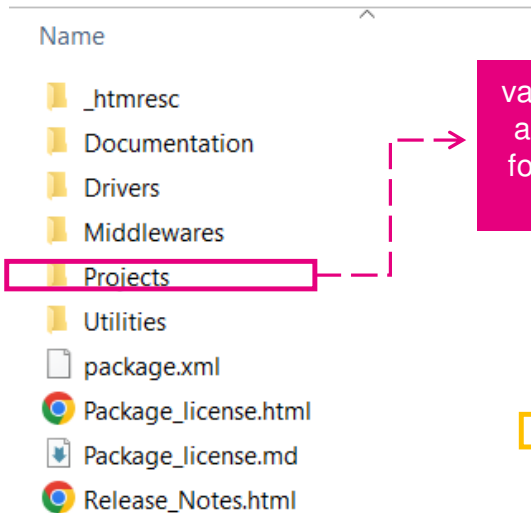 Name
_htmresc
Documentation
Drivers
Middlewares
Projects
Utilities
package.xml
Package_license.html
Package_license.md
Release_Notes.html